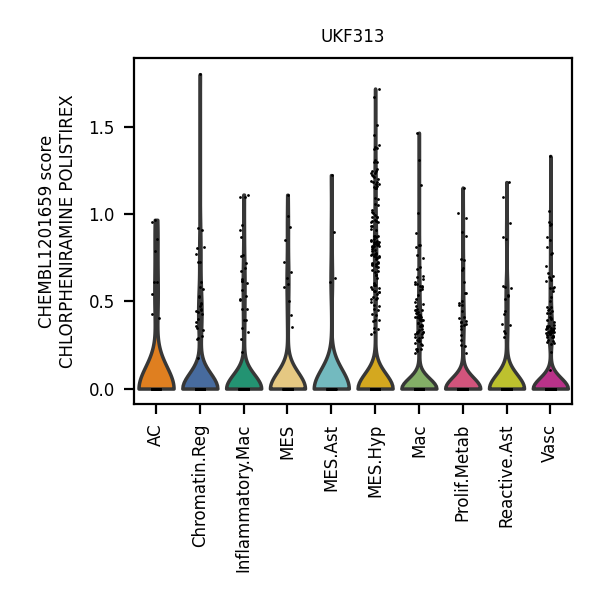 UKF313
CHEMBL1201659 score
CHLORPHENIRAMINE POLISTIREX
1.5
1.0
0.5
0.0
AC
Chromatin.Reg
Inflammatory.Mac
MES
MES.Ast
MES.Hyp
Mac
Prolif.Metab
Reactive.Ast
Vasc